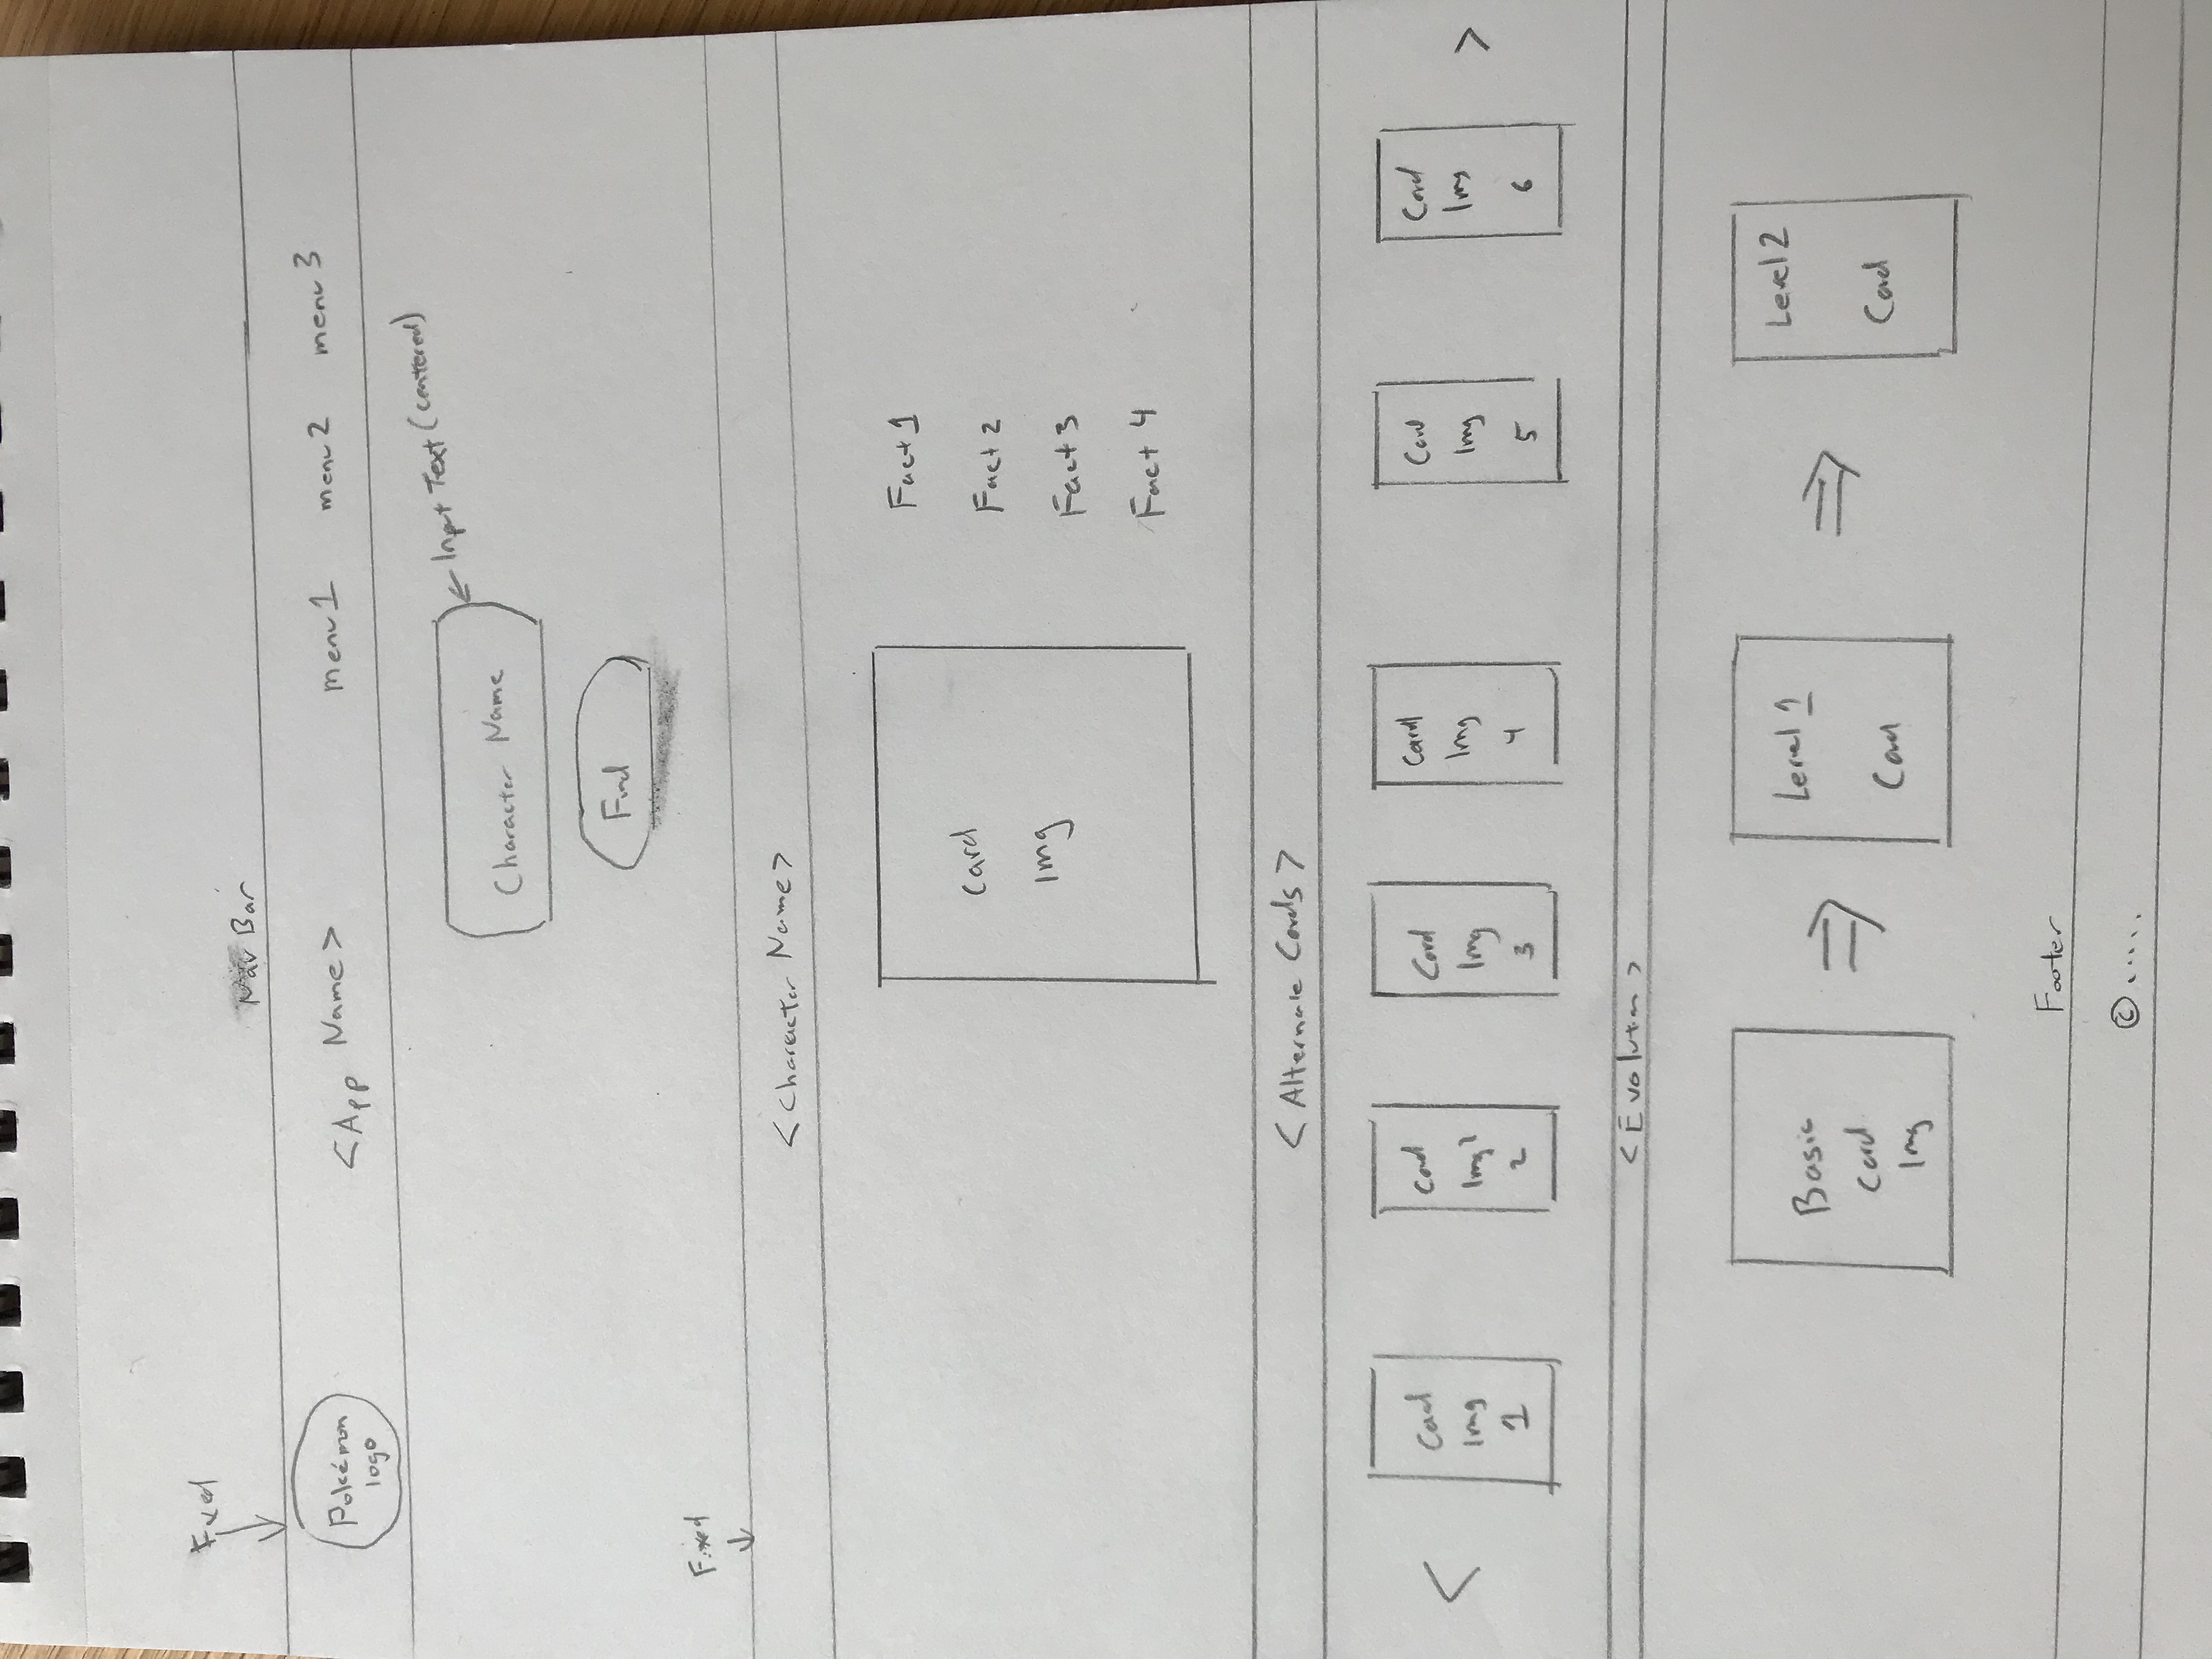 Fixed
Nav Bar
Pokémon
logo
<App Name>
menu 1
menu 2
menu 3
Input Text (centered)
Character Name
Find
Fixed
<Character Name>
Card
Img
Fact 1
Fact 2
Fact 3
Fact 4
<Alternate Cards>
<
Card
Img
1
Card
Img
2
Card
Img
3
Card
Img
4
Card
Img
5
Card
Img
6
>
<Evolution>
Basic
Card
Img
Level 1
Card
Level 2
Card
Footer
© .....